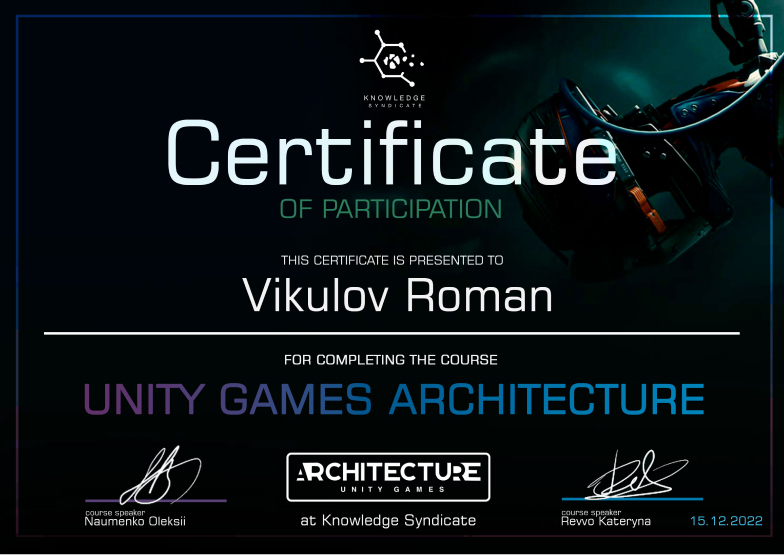 KNOWLEDGE
SYNDICATE
Certificate
OF PARTICIPATION
THIS CERTIFICATE IS PRESENTED TO
Vikulov Roman
FOR COMPLETING THE COURSE
UNITY GAMES ARCHITECTURE
ARCHITECTURE
UNITY GAMES
at Knowledge Syndicate
course speaker
Naumenko Oleksii
course speaker
Revvo Kateryna
15.12.2022